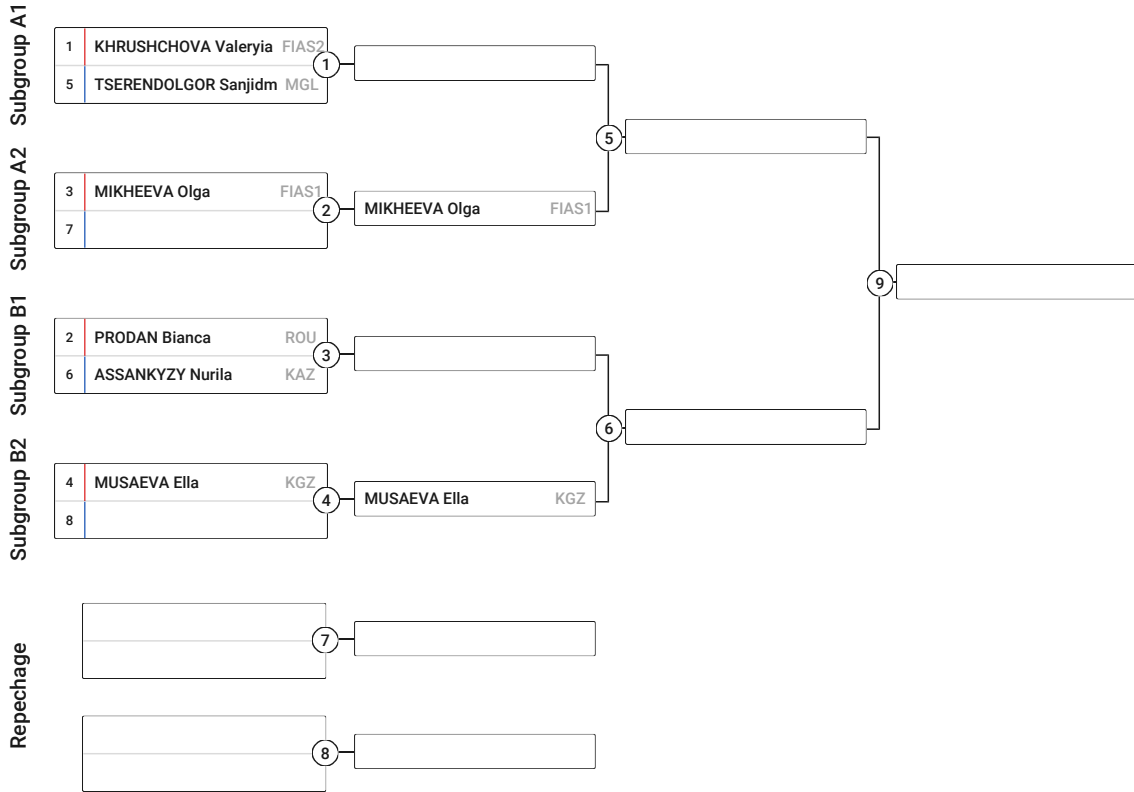 Subgroup A1
1 KHRUSHCHOVA Valeryia FIAS2
5 TSERENDOLGOR Sanjidm MGL
1
5
Subgroup A2
3 MIKHEEVA Olga FIAS1
7
2
MIKHEEVA Olga FIAS1
9
Subgroup B1
2 PRODAN Bianca ROU
6 ASSANKYZY Nurila KAZ
3
6
Subgroup B2
4 MUSAEVA Ella KGZ
8
4
MUSAEVA Ella KGZ
Repechage
7
8